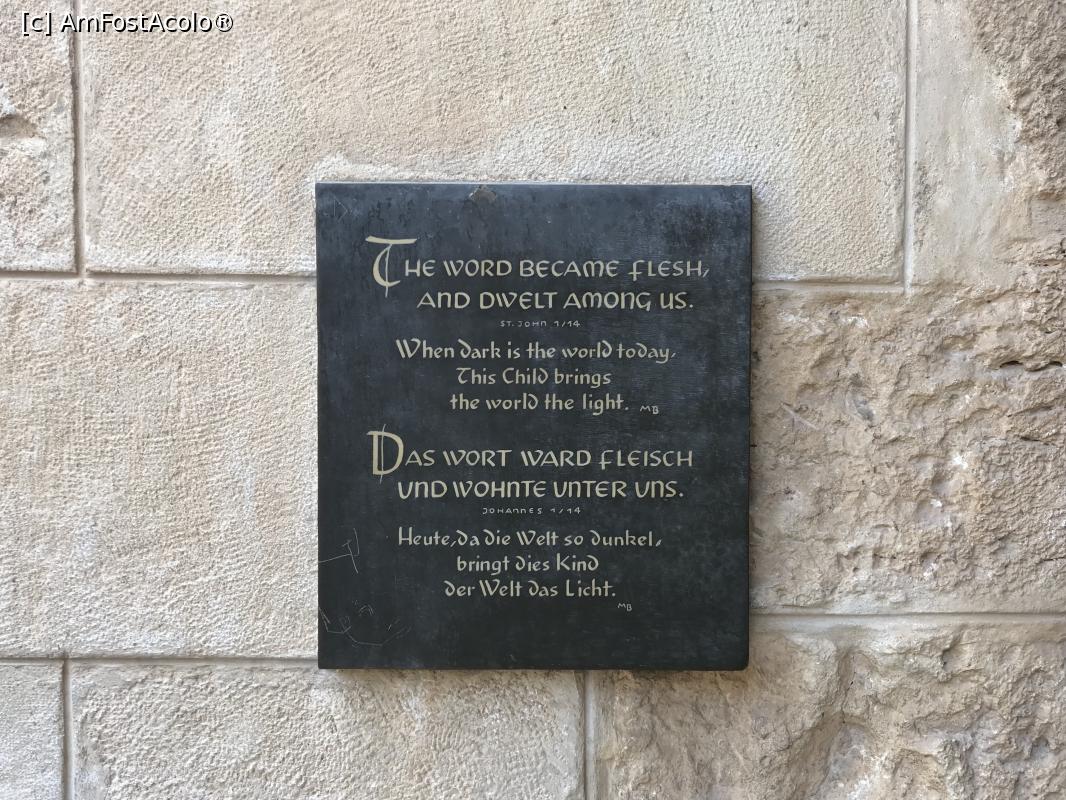 [c] AmFostAcolo®
THE WORD BECAME FLESH,
AND DWELT AMONG US.
ST. JOHN 1/14
When dark is the world today,
This Child brings
the world the light. MB
DAS WORT WARD FLEISCH
UND WOHNTE UNTER UNS.
JOHANNES 1/14
Heute, da die Welt so dunkel,
bringt dies Kind
der Welt das Licht.
MB